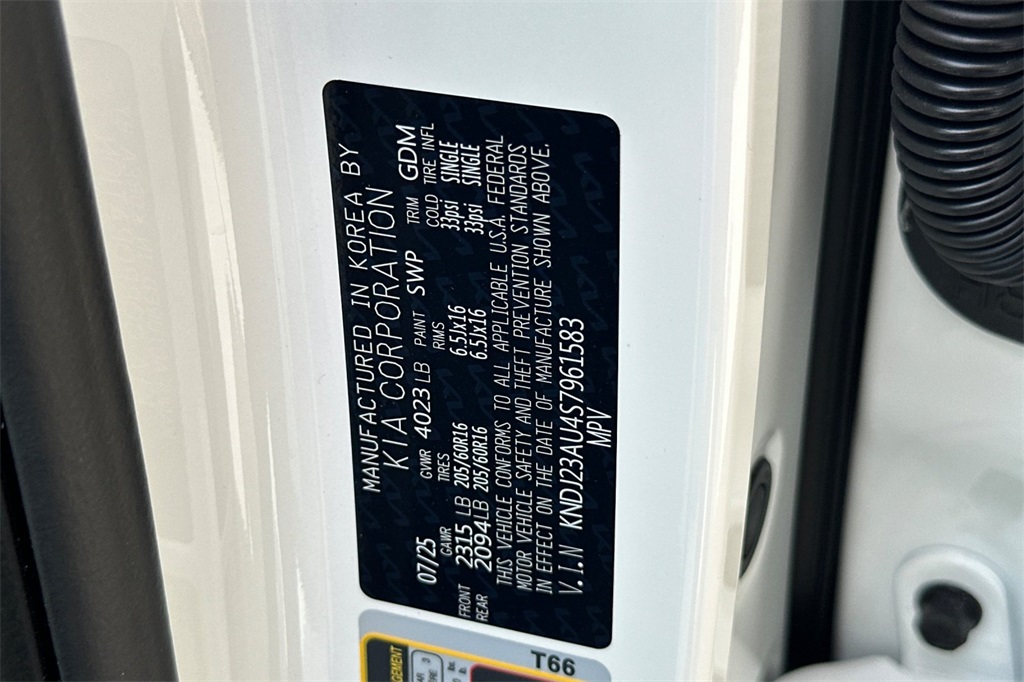 MANUFACTURED IN KOREA BY
KIA CORPORATION
07/25 GVWR 4023 LB PAINT SWP TRIM GDM
GAWR TIRES RIMS COLD TIRE INFL
FRONT 2315 LB 205/60R16 6.5Jx16 33psi SINGLE
REAR 2094LB 205/60R16 6.5Jx16 33psi SINGLE
THIS VEHICLE CONFORMS TO ALL APPLICABLE U.S.A. FEDERAL
MOTOR VEHICLE SAFETY AND THEFT PREVENTION STANDARDS
IN EFFECT ON THE DATE OF MANUFACTURE SHOWN ABOVE.
V.I.N KNDJ23AU4S7961583
MPV
T66